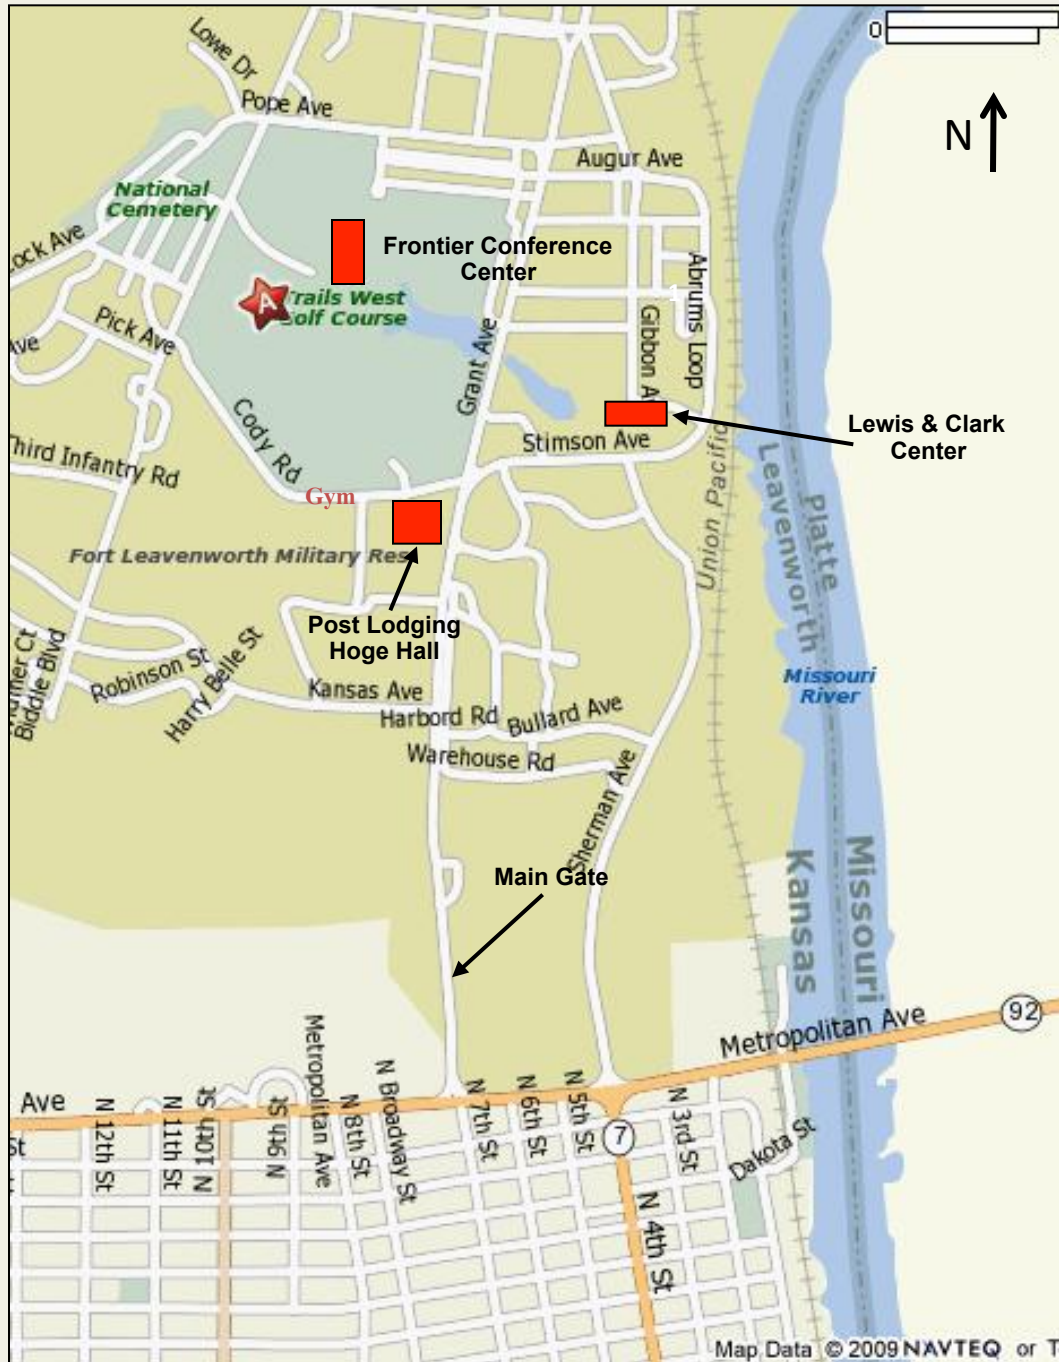 0
Lowe Dr
Pope Ave
N
Augur Ave
National
Cemetery
Frontier Conference
Center
ock Ave
Abrums Loop
A
Trails West
Golf Course
Pick Ave
Ave
Gibbon Av
Grant Ave
Cody Rd
Lewis & Clark
Center
Stimson Ave
Third Infantry Rd
Union Pacific
Leavenworth
Platte
Gym
Fort Leavenworth Military Res
Post Lodging
Hoge Hall
Robinson St
Harry Belle St
Biddle Blvd
Kansas Ave
Missouri
River
Harbord Rd
Bullard Ave
Warehouse Rd
Sherman Ave
Main Gate
Kansas
Missouri
92
Metropolitan Ave
Ave
St
N 12th St
N 11th St
N 10th St
N 9th St
Metropolitan Ave
N 8th St
N Broadway St
N 7th St
N 6th St
N 5th St
7
N 3rd St
Dakota St
N 4th St
Map Data © 2009 NAVTEQ or T